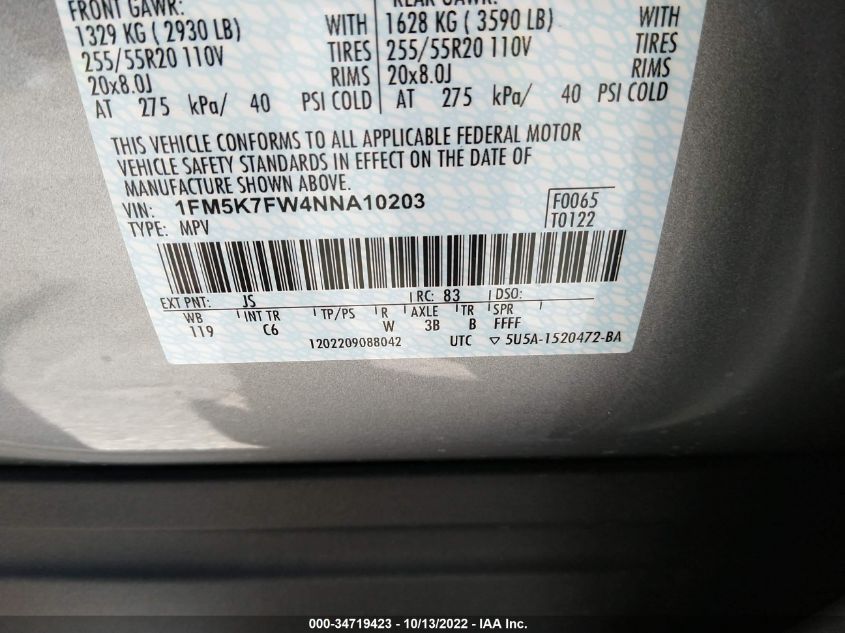 FRONT GAWR: REAR GAWR:
1329 KG ( 2930 LB) WITH 1628 KG ( 3590 LB) WITH
255/55R20 110V TIRES 255/55R20 110V TIRES
20x8.0J RIMS 20x8.0J RIMS
AT 275 kPa/ 40 PSI COLD AT 275 kPa/ 40 PSI COLD
THIS VEHICLE CONFORMS TO ALL APPLICABLE FEDERAL MOTOR
VEHICLE SAFETY STANDARDS IN EFFECT ON THE DATE OF
MANUFACTURE SHOWN ABOVE.
VIN: 1FM5K7FW4NNA10203 F0065
TYPE: MPV T0122
EXT PNT: JS RC: 83 DSO:
WB INT TR TP/PS R AXLE TR SPR
119 C6 W 3B B FFFF
1202209088042 UTC ▽ 5U5A-1520472-BA
000-34719423 - 10/13/2022 - IAA Inc.